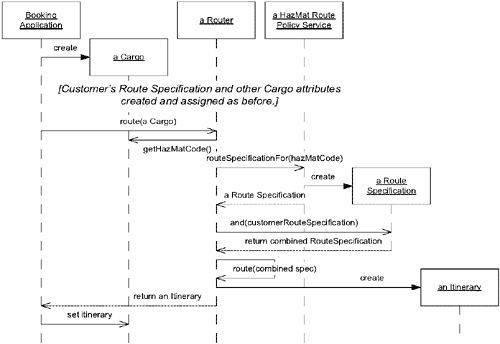 Booking
Application
a Router
a HazMat Route
Policy Service
create
a Cargo
[Customer's Route Specification and other Cargo attributes
created and assigned as before.]
route(a Cargo)
getHazMatCode()
routeSpecificationFor(hazMatCode)
create
a Route
Specification
a Route Specification
and(customerRouteSpecification)
return combined RouteSpecification
route(combined spec)
create
an Itinerary
return an Itinerary
set itinerary